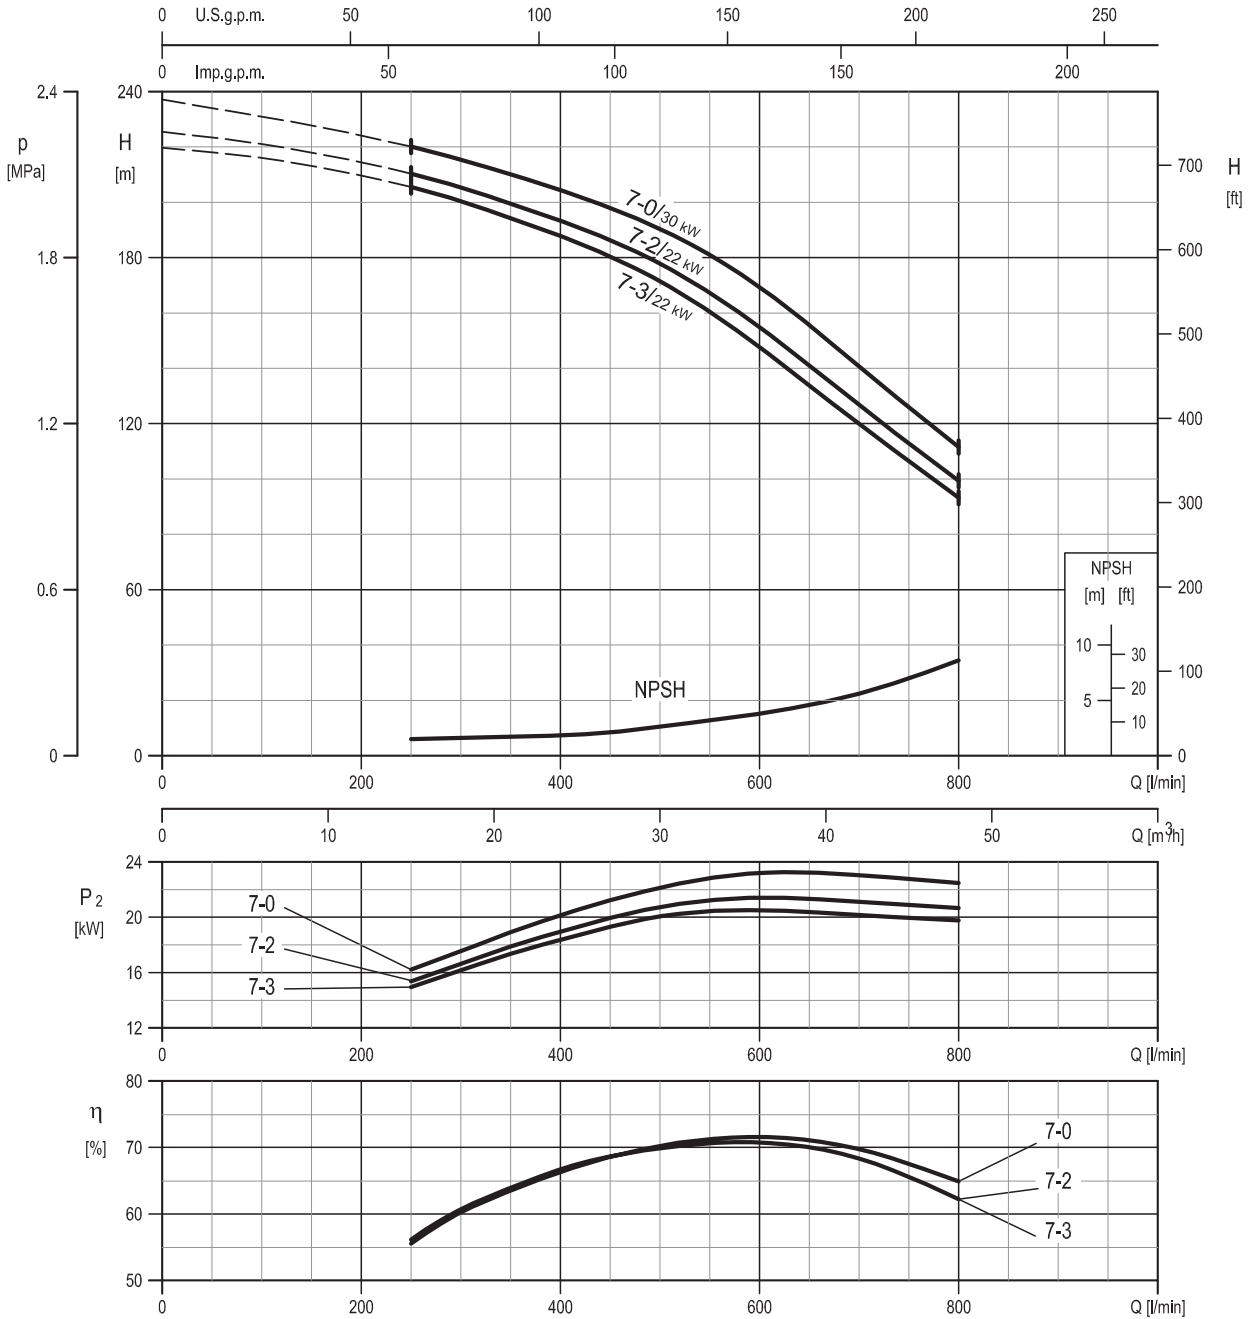 0 U.S.g.p.m. 50 100 150 200 250
0 Imp.g.p.m. 50 100 150 200
2.4 240
p H 700 H
[MPa] [m] [ft]
7-0/30 kW
7-2/22 kW
7-3/22 kW
1.8 180 600
500
1.2 120 400
300
NPSH
[m] [ft]
0.6 60 200
10 30
NPSH 5 20
10
100
0 0 0
0 200 400 600 800 Q [l/min]
0 10 20 30 40 50 Q [m³/h]
24
P2
[kW]
7-0
20
7-2
16
7-3
12
0 200 400 600 800 Q [l/min]
80
η
[%]
7-0
70
7-2
60
7-3
50
0 200 400 600 800 Q [l/min]